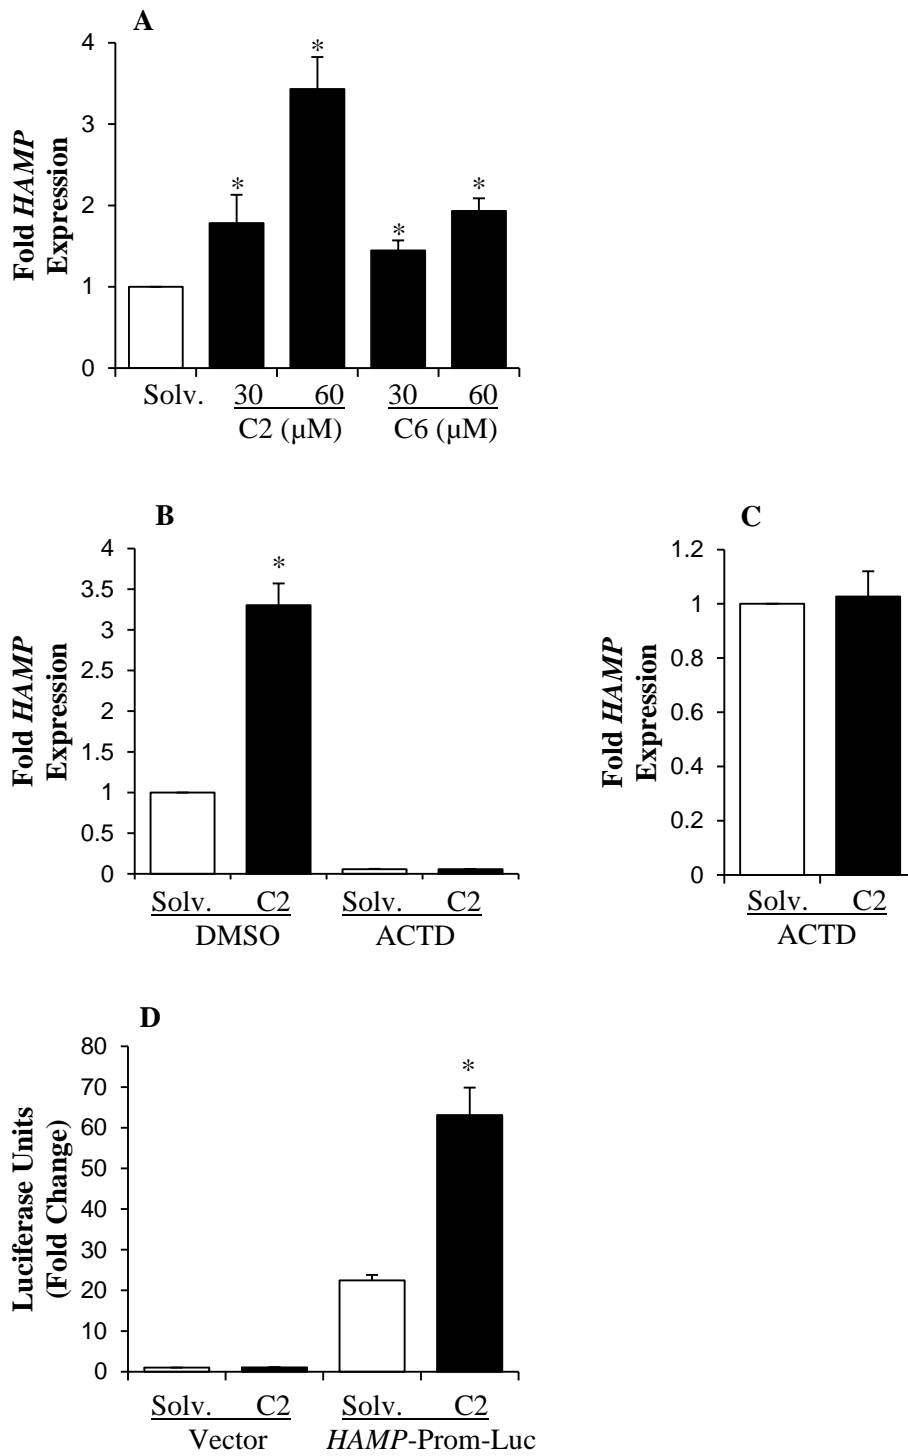 A
Fold HAMP
Expression
4
3
2
1
0
*
*
*
*
Solv. 30 60 30 60
C2 (µM) C6 (µM)
B
Fold HAMP
Expression
4
3.5
3
2.5
2
1.5
1
0.5
0
*
Solv. C2 Solv. C2
DMSO ACTD
C
Fold HAMP
Expression
1.2
1
0.8
0.6
0.4
0.2
0
Solv. C2
ACTD
D
Luciferase Units
(Fold Change)
80
70
60
50
40
30
20
10
0
*
Solv. C2 Solv. C2
Vector HAMP-Prom-Luc